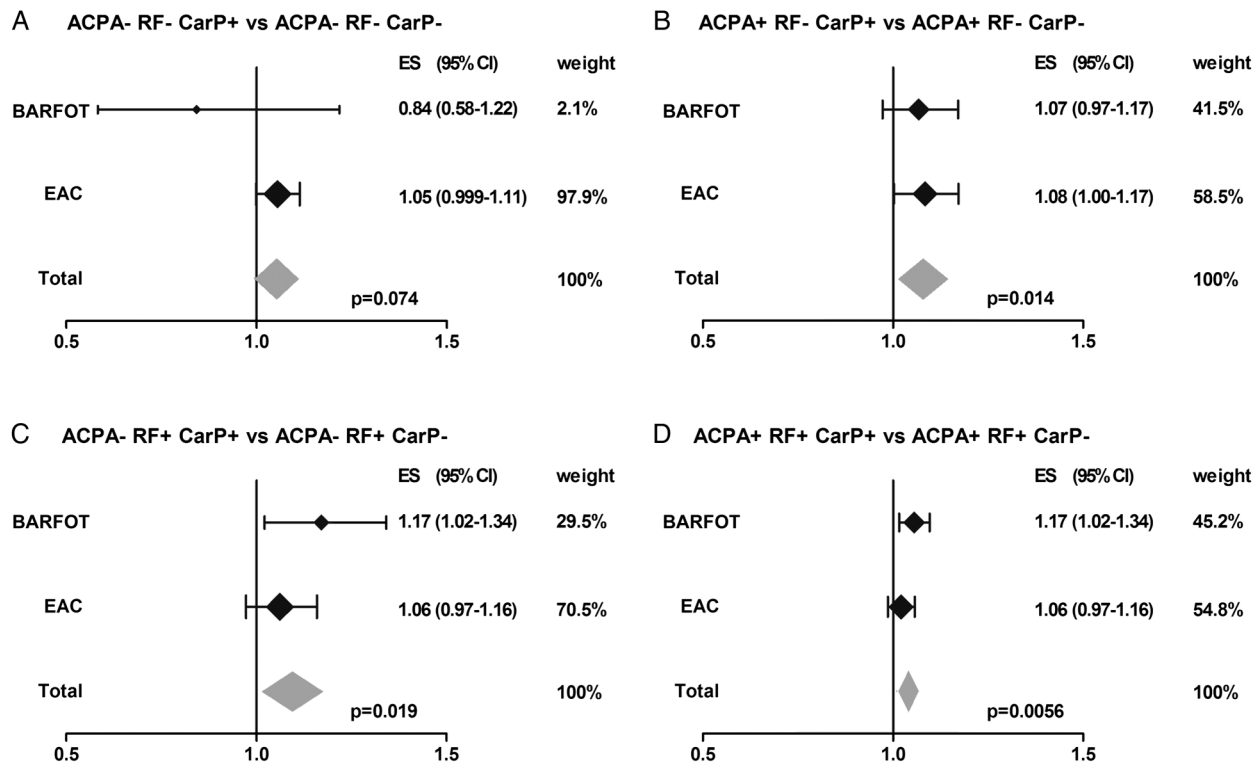 A ACPA- RF- CarP+ vs ACPA- RF- CarP-
ES (95% CI) weight
BARFOT 0.84 (0.58-1.22) 2.1%
EAC 1.05 (0.999-1.11) 97.9%
Total 100%
p=0.074
0.5 1.0 1.5
B ACPA+ RF- CarP+ vs ACPA+ RF- CarP-
ES (95% CI) weight
BARFOT 1.07 (0.97-1.17) 41.5%
EAC 1.08 (1.00-1.17) 58.5%
Total 100%
p=0.014
0.5 1.0 1.5
C ACPA- RF+ CarP+ vs ACPA- RF+ CarP-
ES (95% CI) weight
BARFOT 1.17 (1.02-1.34) 29.5%
EAC 1.06 (0.97-1.16) 70.5%
Total 100%
p=0.019
0.5 1.0 1.5
D ACPA+ RF+ CarP+ vs ACPA+ RF+ CarP-
ES (95% CI) weight
BARFOT 1.17 (1.02-1.34) 45.2%
EAC 1.06 (0.97-1.16) 54.8%
Total 100%
p=0.0056
0.5 1.0 1.5